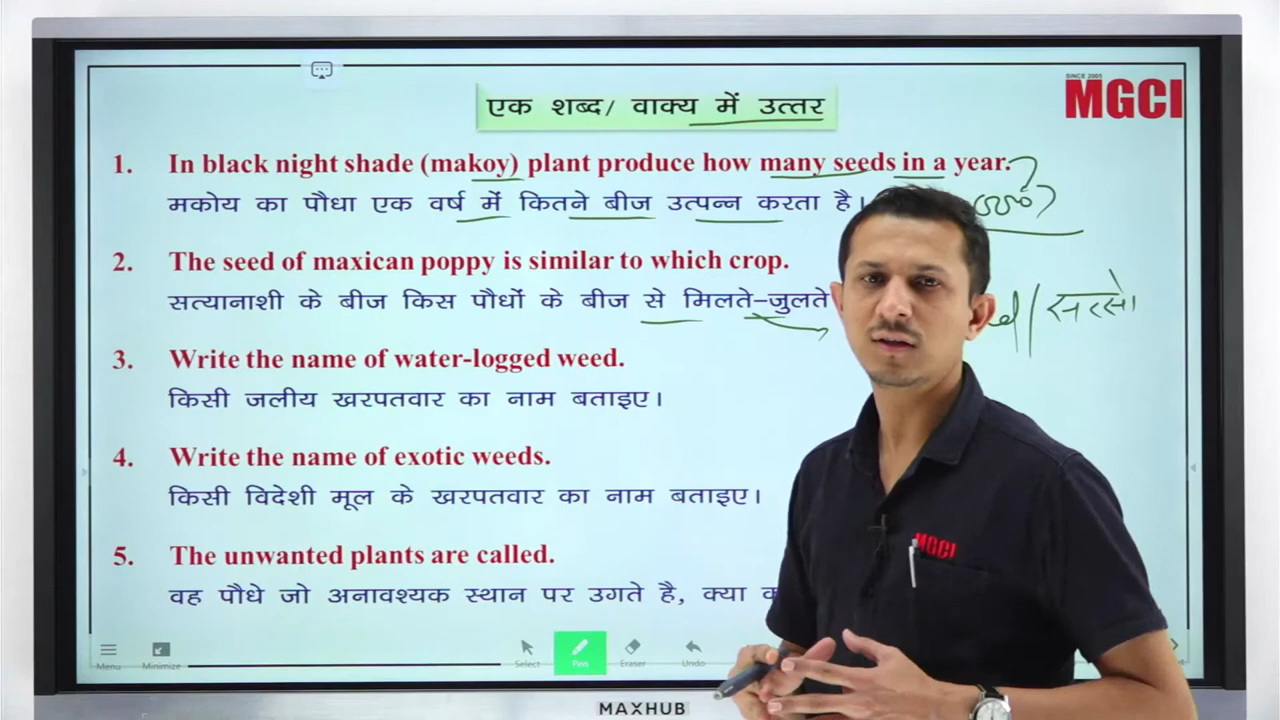 SINCE 2005
MGCI
एक शब्द/ वाक्य में उत्तर
1. In black night shade (makoy) plant produce how many seeds in a year.
मकोय का पौधा एक वर्ष में कितने बीज उत्पन्न करता है।
2. The seed of maxican poppy is similar to which crop.
सत्यानाशी के बीज किस पौधों के बीज से मिलते-जुलते
सरसो
3. Write the name of water-logged weed.
किसी जलीय खरपतवार का नाम बताइए।
4. Write the name of exotic weeds.
किसी विदेशी मूल के खरपतवार का नाम बताइए।
5. The unwanted plants are called.
वह पौधे जो अनावश्यक स्थान पर उगते है, क्या
MGCI
Menu Minimize Select Pen Eraser Undo
MAXHUB